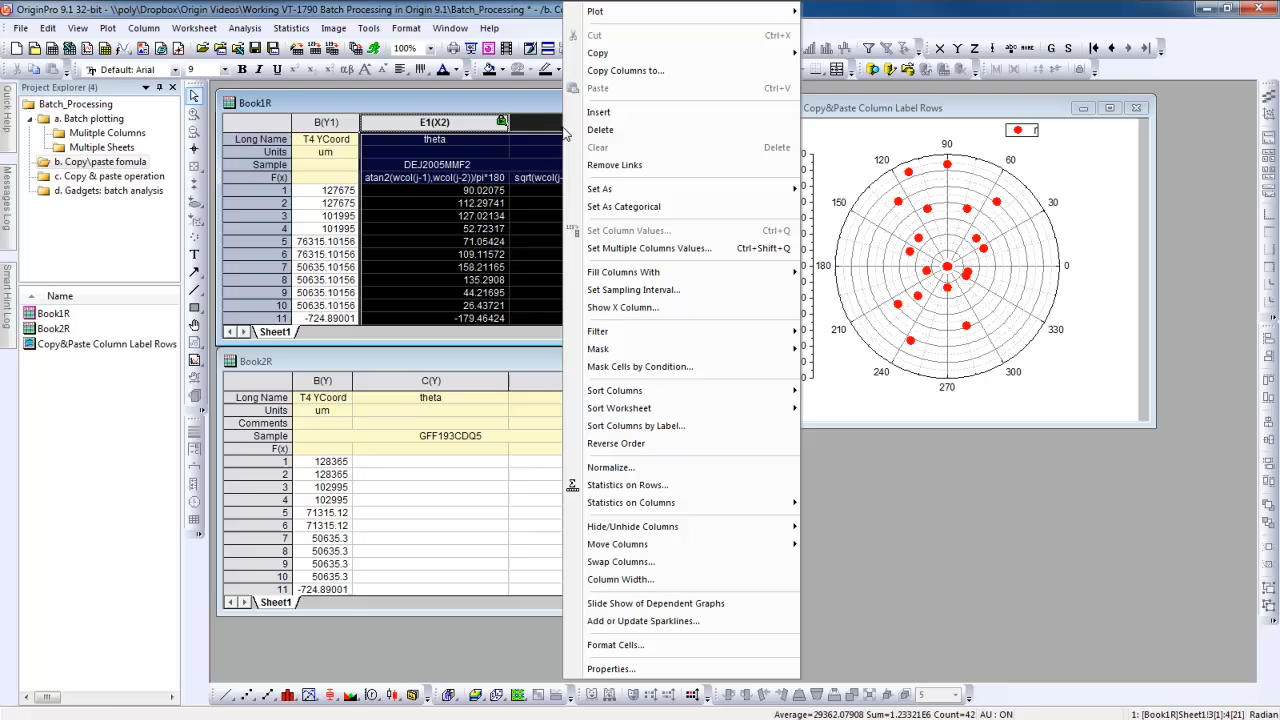 OriginPro 9.1 32-bit - \\poly\Dropbox\Origin Videos\Working VT-1790 Batch Processing in Origin 9.1\Batch_Processing * - /b. Co
File Edit View Plot Column Worksheet Analysis Statistics Image Tools Format Window Help
100%
Default: Arial 9
B I U
Project Explorer (4)
Batch_Processing
a. Batch plotting
Mulitple Columns
Multiple Sheets
b. Copy\paste fomula
c. Copy & paste operation
d. Gadgets: batch analysis
Name
Book1R
Book2R
Copy&Paste Column Label Rows
Quick Help
Messages Log
Smart Hint Log
Book1R
B(Y1) E1(X2)
Long Name T4 YCoord theta
Units um
Sample DEJ2005MMF2
F(x) atan2(wcol(j-1),wcol(j-2))/pi*180 sqrt(wcol(j-
1 127675 90.02075
2 127675 112.29741
3 101995 127.02134
4 101995 52.72317
5 76315.10156 71.05424
6 76315.10156 109.11572
7 50635.10156 158.21165
8 50635.10156 135.2908
9 50635.10156 44.21695
10 50635.10156 26.43721
11 -724.89001 -179.46424
Sheet1
Book2R
B(Y) C(Y)
Long Name T4 YCoord theta
Units um
Comments
Sample GFF193CDQ5
F(x)
1 128365
2 128365
3 102995
4 102995
5 71315.12
6 71315.12
7 50635.3
8 50635.3
9 50635.3
10 50635.3
11 -724.89001
Sheet1
Plot
Cut Ctrl+X
Copy
Copy Columns to...
Paste Ctrl+V
Insert
Delete
Clear Delete
Remove Links
Set As
Set As Categorical
Set Column Values... Ctrl+Q
Set Multiple Columns Values... Ctrl+Shift+Q
Fill Columns With
Set Sampling Interval...
Show X Column...
Filter
Mask
Mask Cells by Condition...
Sort Columns
Sort Worksheet
Sort Columns by Label...
Reverse Order
Normalize...
Statistics on Rows...
Statistics on Columns
Hide/Unhide Columns
Move Columns
Swap Columns...
Column Width...
Slide Show of Dependent Graphs
Add or Update Sparklines...
Format Cells...
Properties...
X Y Z
G S
Copy&Paste Column Label Rows
r
90
120 60
150 30
180 0
210 330
240 300
270
5
Average=29362.07908 Sum=1.23321E6 Count=42 AU : ON 1: [Book1R]Sheet1!3[1]:4[21] Radian